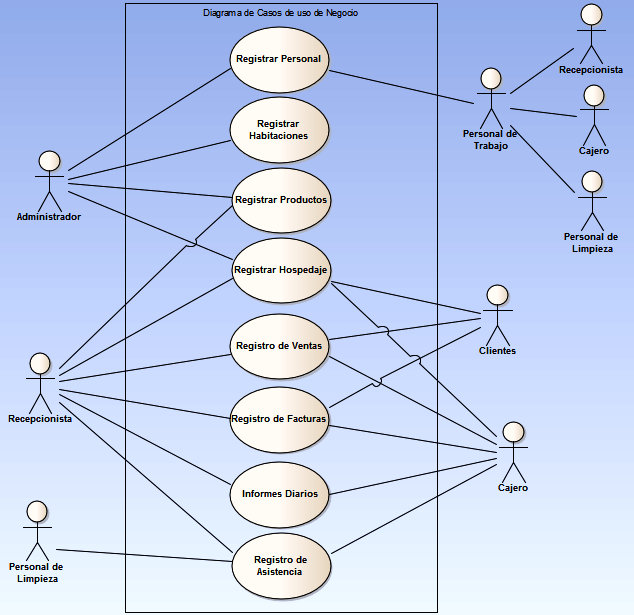 Diagrama de Casos de uso de Negocio
Registrar Personal
Recepcionista
Registrar
Habitaciones
Personal de
Trabajo
Cajero
Administrador
Registrar Productos
Personal de
Limpieza
Registrar Hospedaje
Registro de Ventas
Clientes
Recepcionista
Registro de Facturas
Informes Diarios
Cajero
Personal de
Limpieza
Registro de
Asistencia